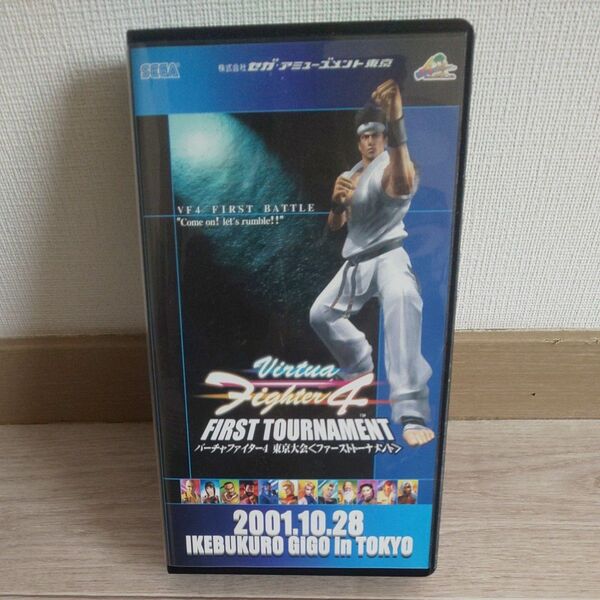 SEGA
株式会社 セガ・アミューズメント東京
VF4 FIRST BATTLE
"Come on! let's rumble!!"
Virtua
Fighter 4
TM
FIRST TOURNAMENT
バーチャファイター4 東京大会<ファーストトーナメント>
2001.10.28
IKEBUKURO GiGO in TOKYO